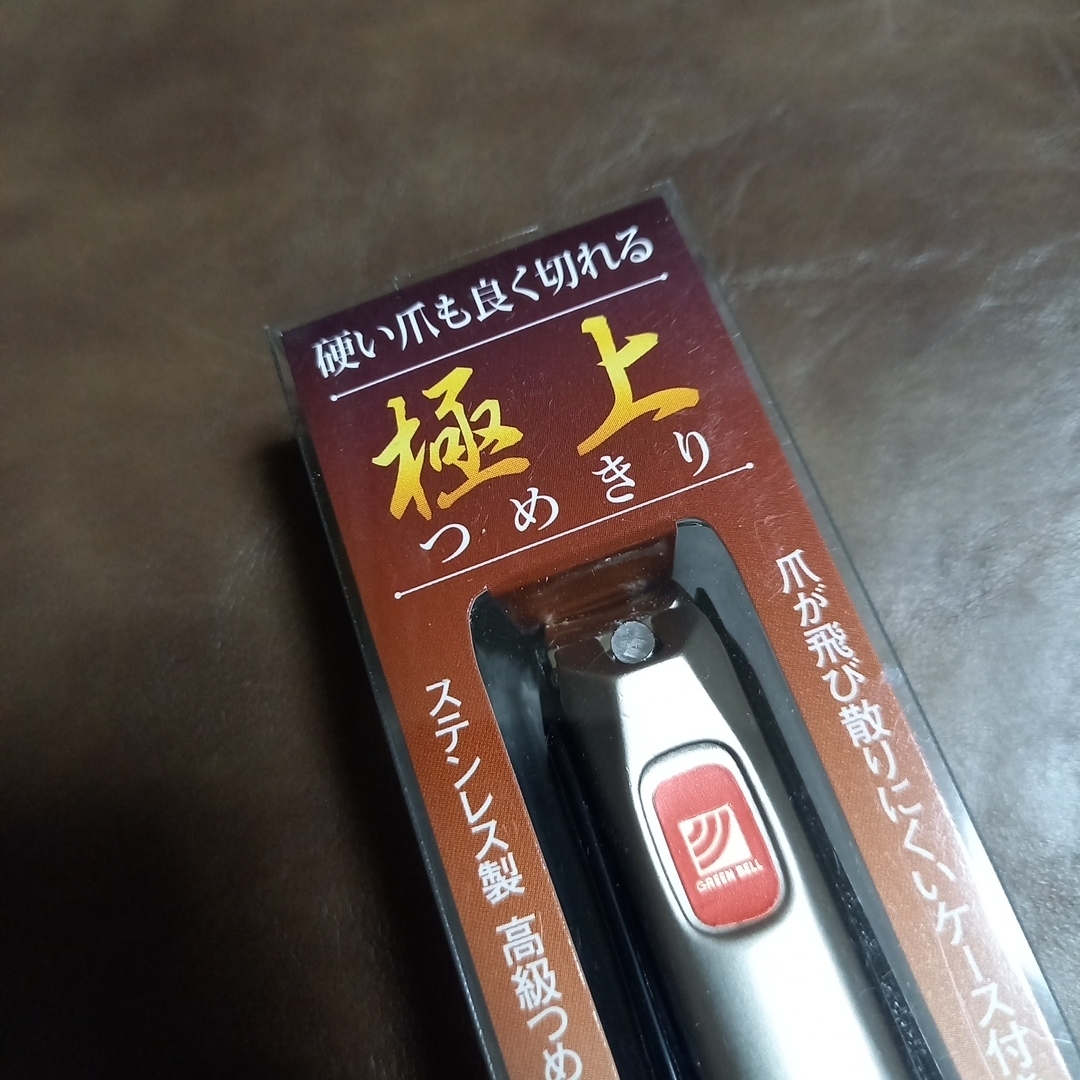 硬い爪も良く切れる
極上
つめきり
ステンレス製 高級つめ
爪が飛び散りにくいケース付
GREEN BELL